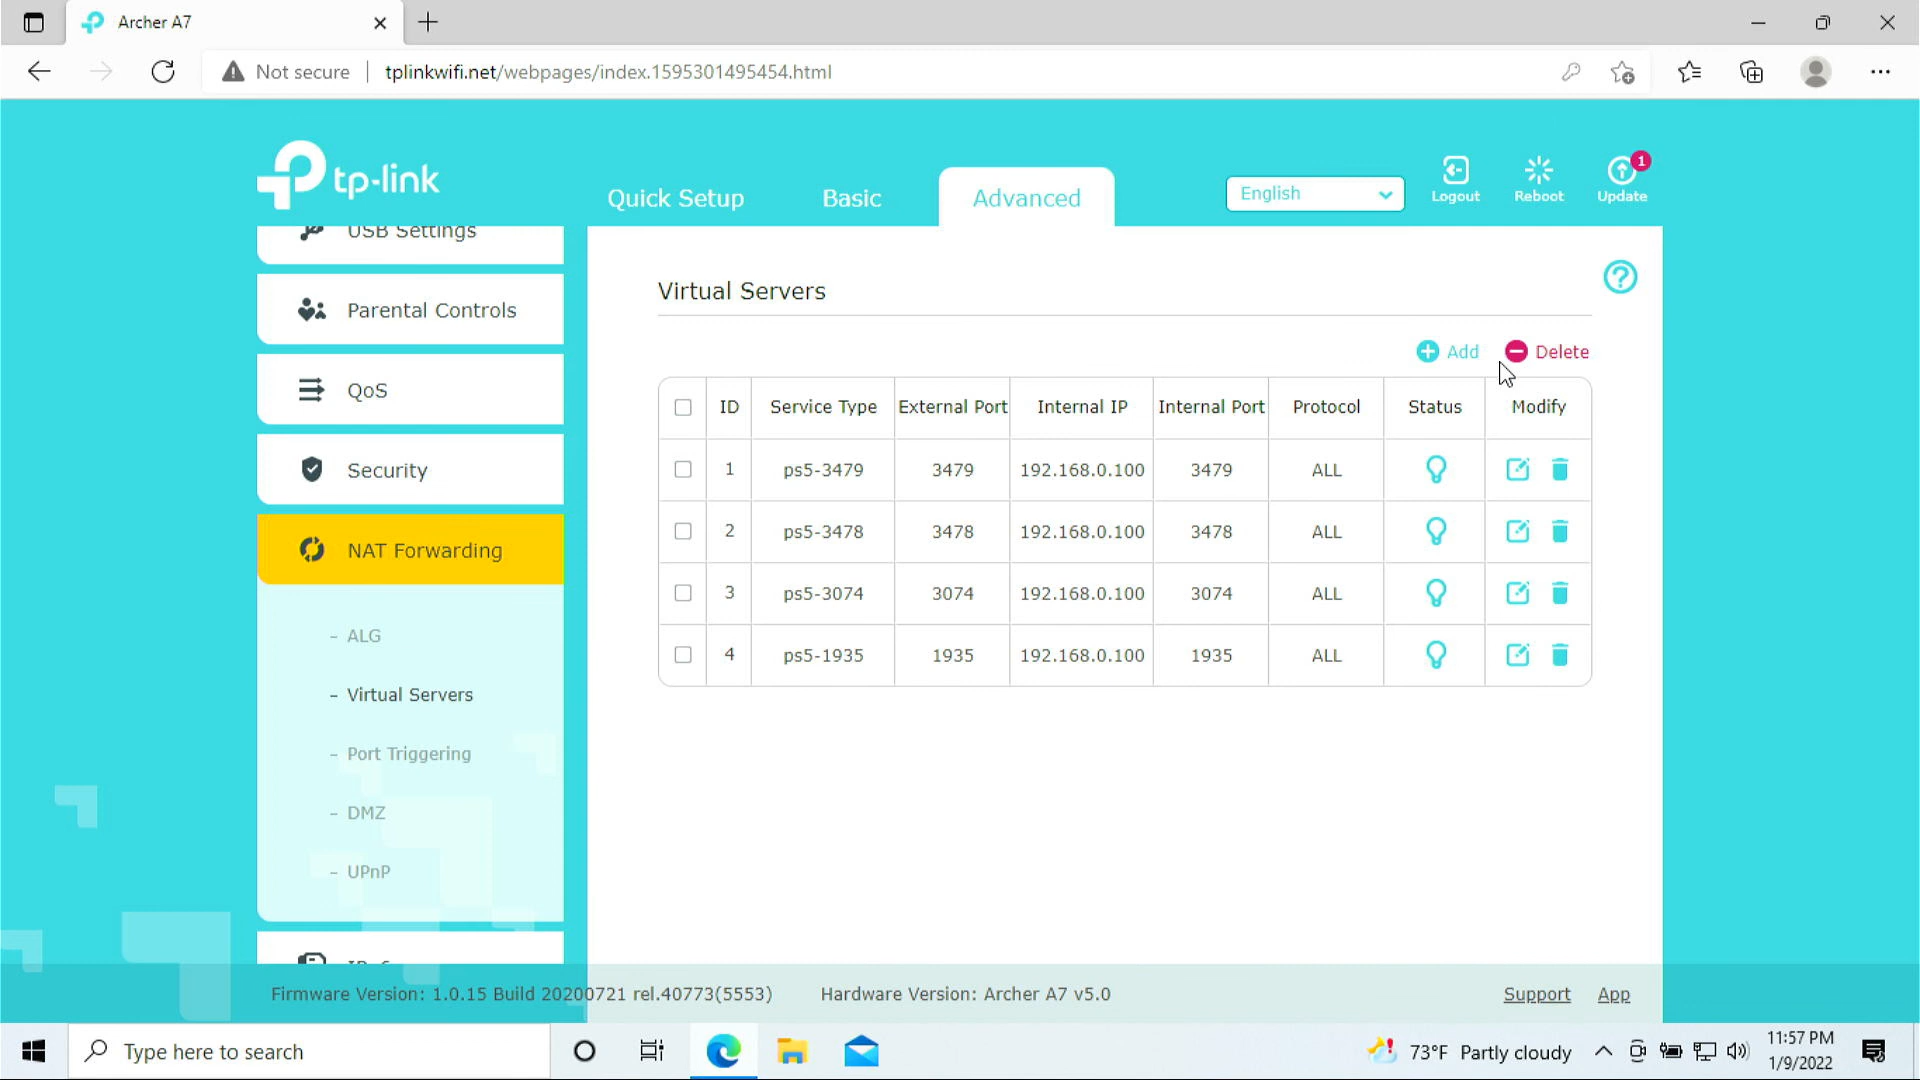 Archer A7
Not secure
tplinkwifi.net/webpages/index.1595301495454.html
tp-link
Quick Setup
Basic
Advanced
English
Logout
Reboot
Update
1
USB Settings
Parental Controls
QoS
Security
NAT Forwarding
- ALG
- Virtual Servers
- Port Triggering
- DMZ
- UPnP
Virtual Servers
?
Add
Delete
ID Service Type External Port Internal IP Internal Port Protocol Status Modify
1 ps5-3479 3479 192.168.0.100 3479 ALL
2 ps5-3478 3478 192.168.0.100 3478 ALL
3 ps5-3074 3074 192.168.0.100 3074 ALL
4 ps5-1935 1935 192.168.0.100 1935 ALL
Firmware Version: 1.0.15 Build 20200721 rel.40773(5553)
Hardware Version: Archer A7 v5.0
Support
App
Type here to search
73°F Partly cloudy
11:57 PM
1/9/2022